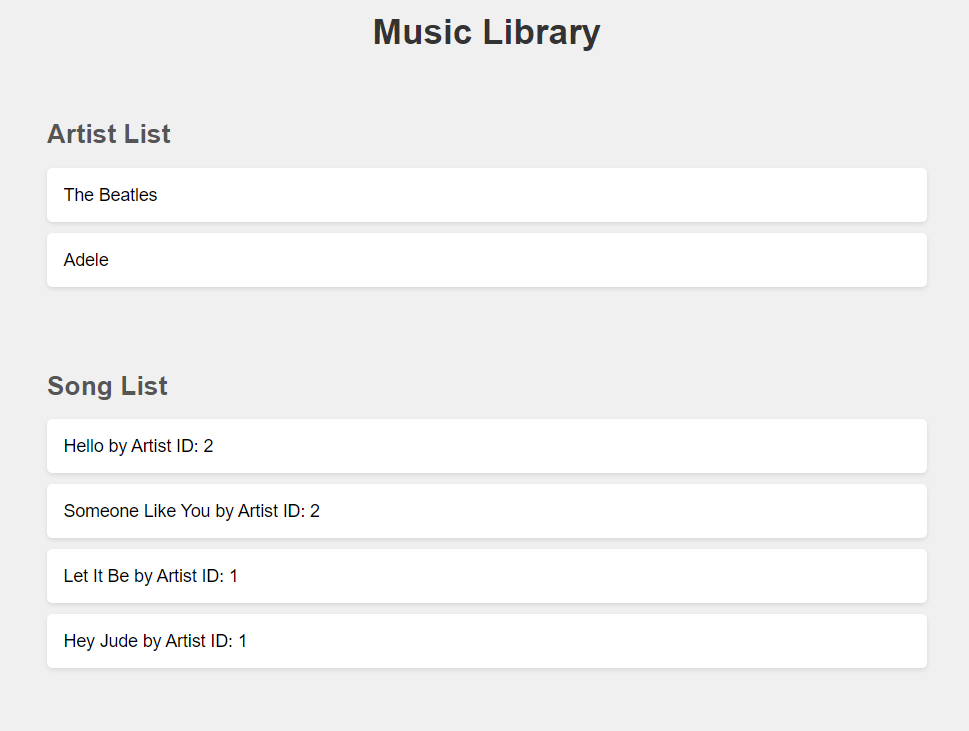 Music Library
Artist List
The Beatles
Adele
Song List
Hello by Artist ID: 2
Someone Like You by Artist ID: 2
Let It Be by Artist ID: 1
Hey Jude by Artist ID: 1